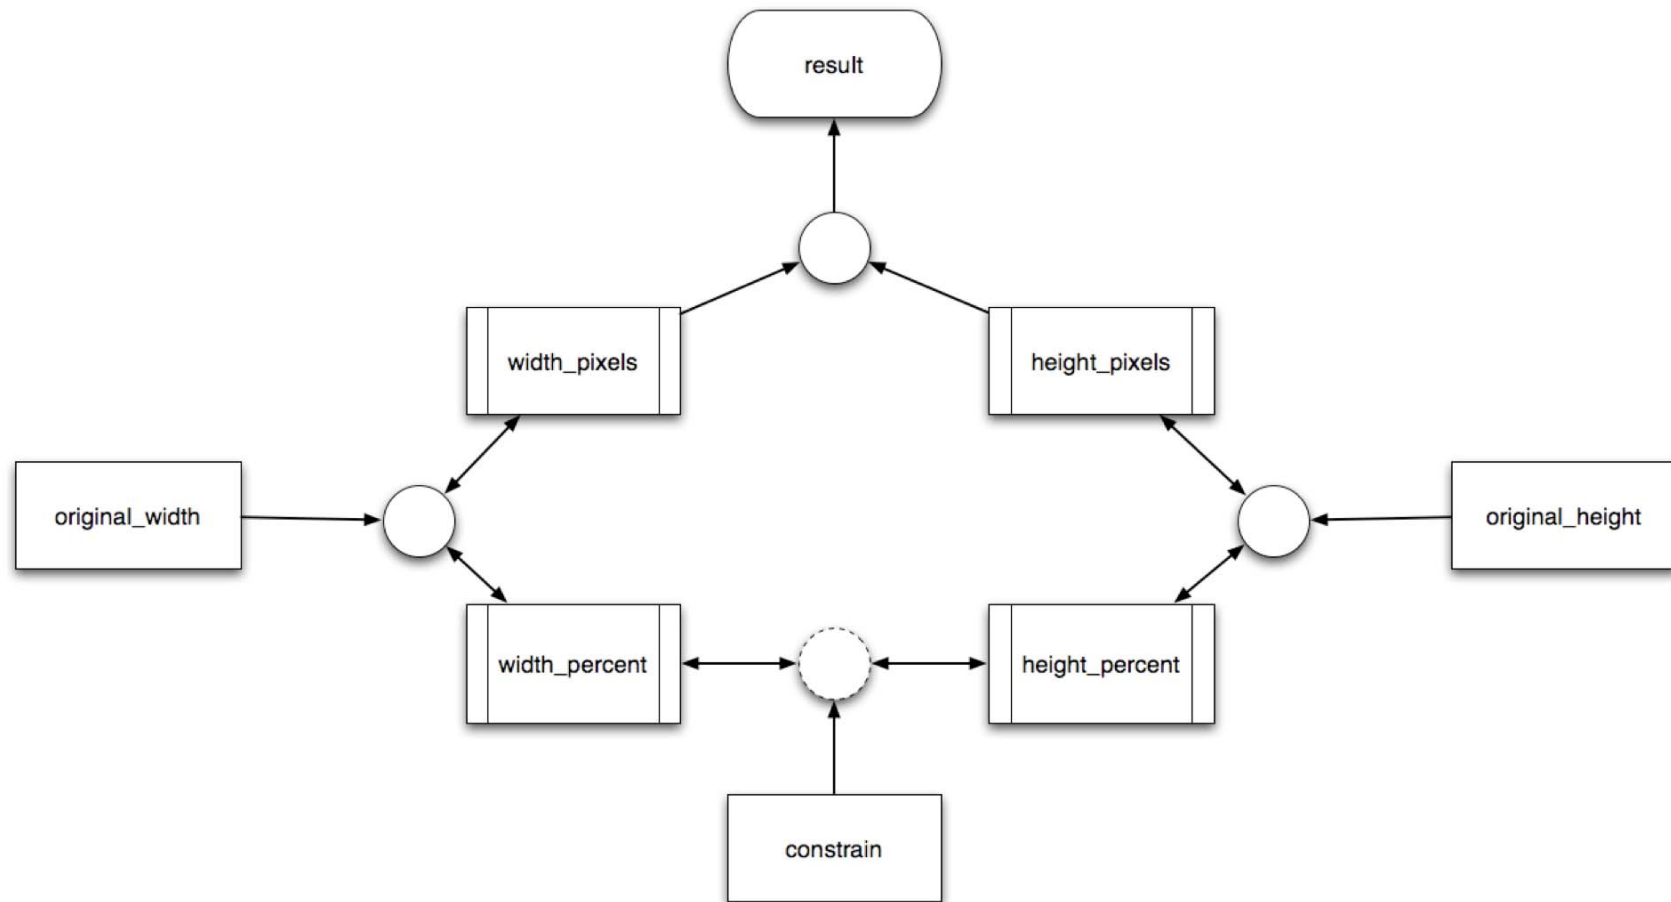 result
width_pixels
height_pixels
original_width
original_height
width_percent
height_percent
constrain